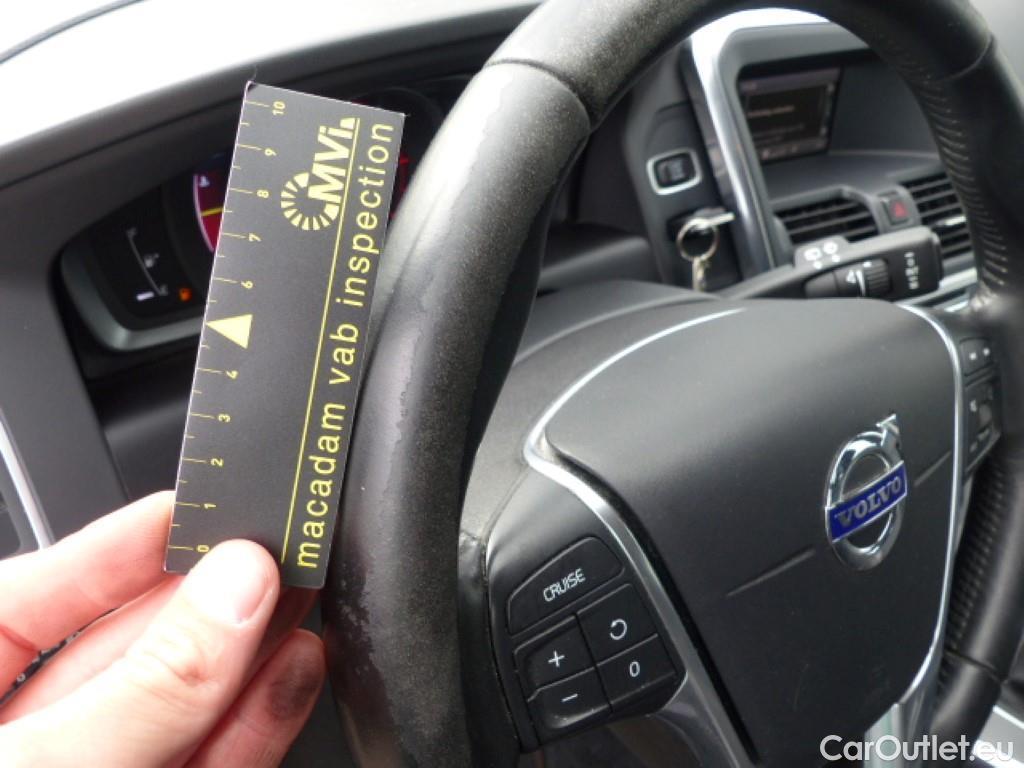 10
9
8
7
6
4
3
2
1
0
MVi
macadam vab inspection
CRUISE
+
-
0
VOLVO
CarOutlet.eu